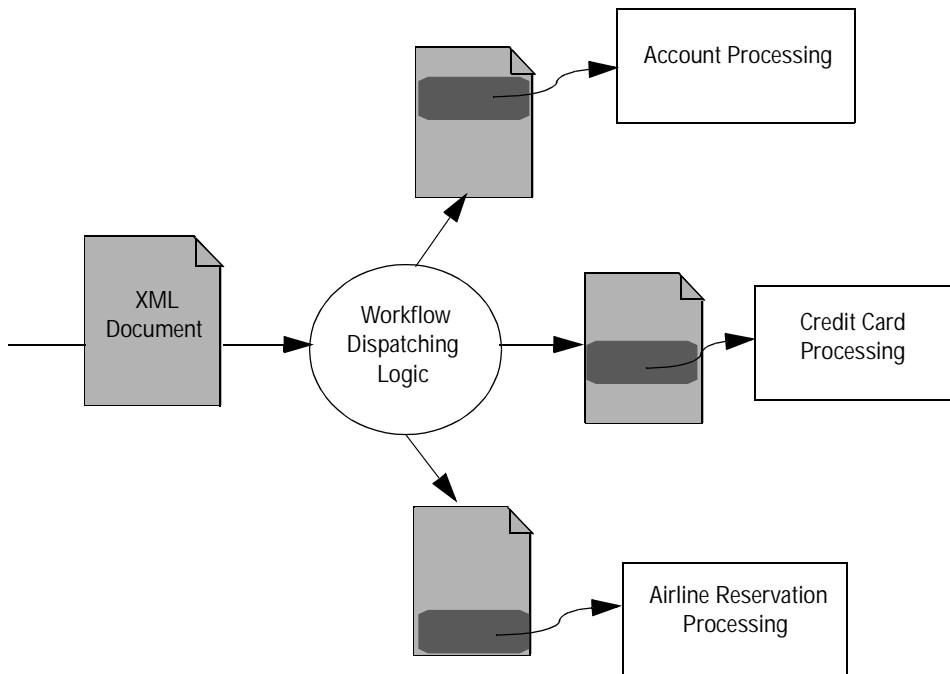 Account Processing
XML
Document
Workflow
Dispatching
Logic
Credit Card
Processing
Airline Reservation
Processing